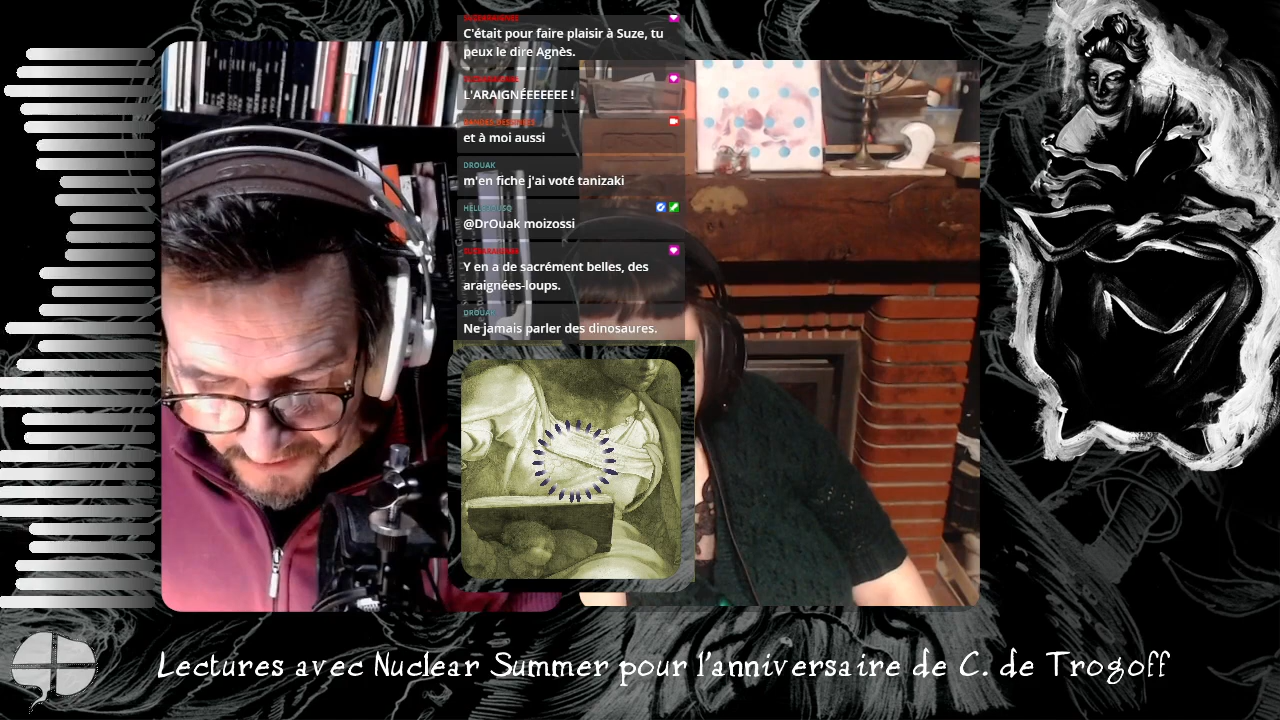 C'était pour faire plaisir à Suze, tu
peux le dire Agnès.
L'ARAIGNÉEEEEEE !
et à moi aussi
DROUAK
m'en fiche j'ai voté tanizaki
@DrOuak moizossi
Y en a de sacrément belles, des
araignées-loups.
DROUAK
Ne jamais parler des dinosaures.
Lectures avec Nuclear Summer pour l'anniversaire de C. de Trogoff